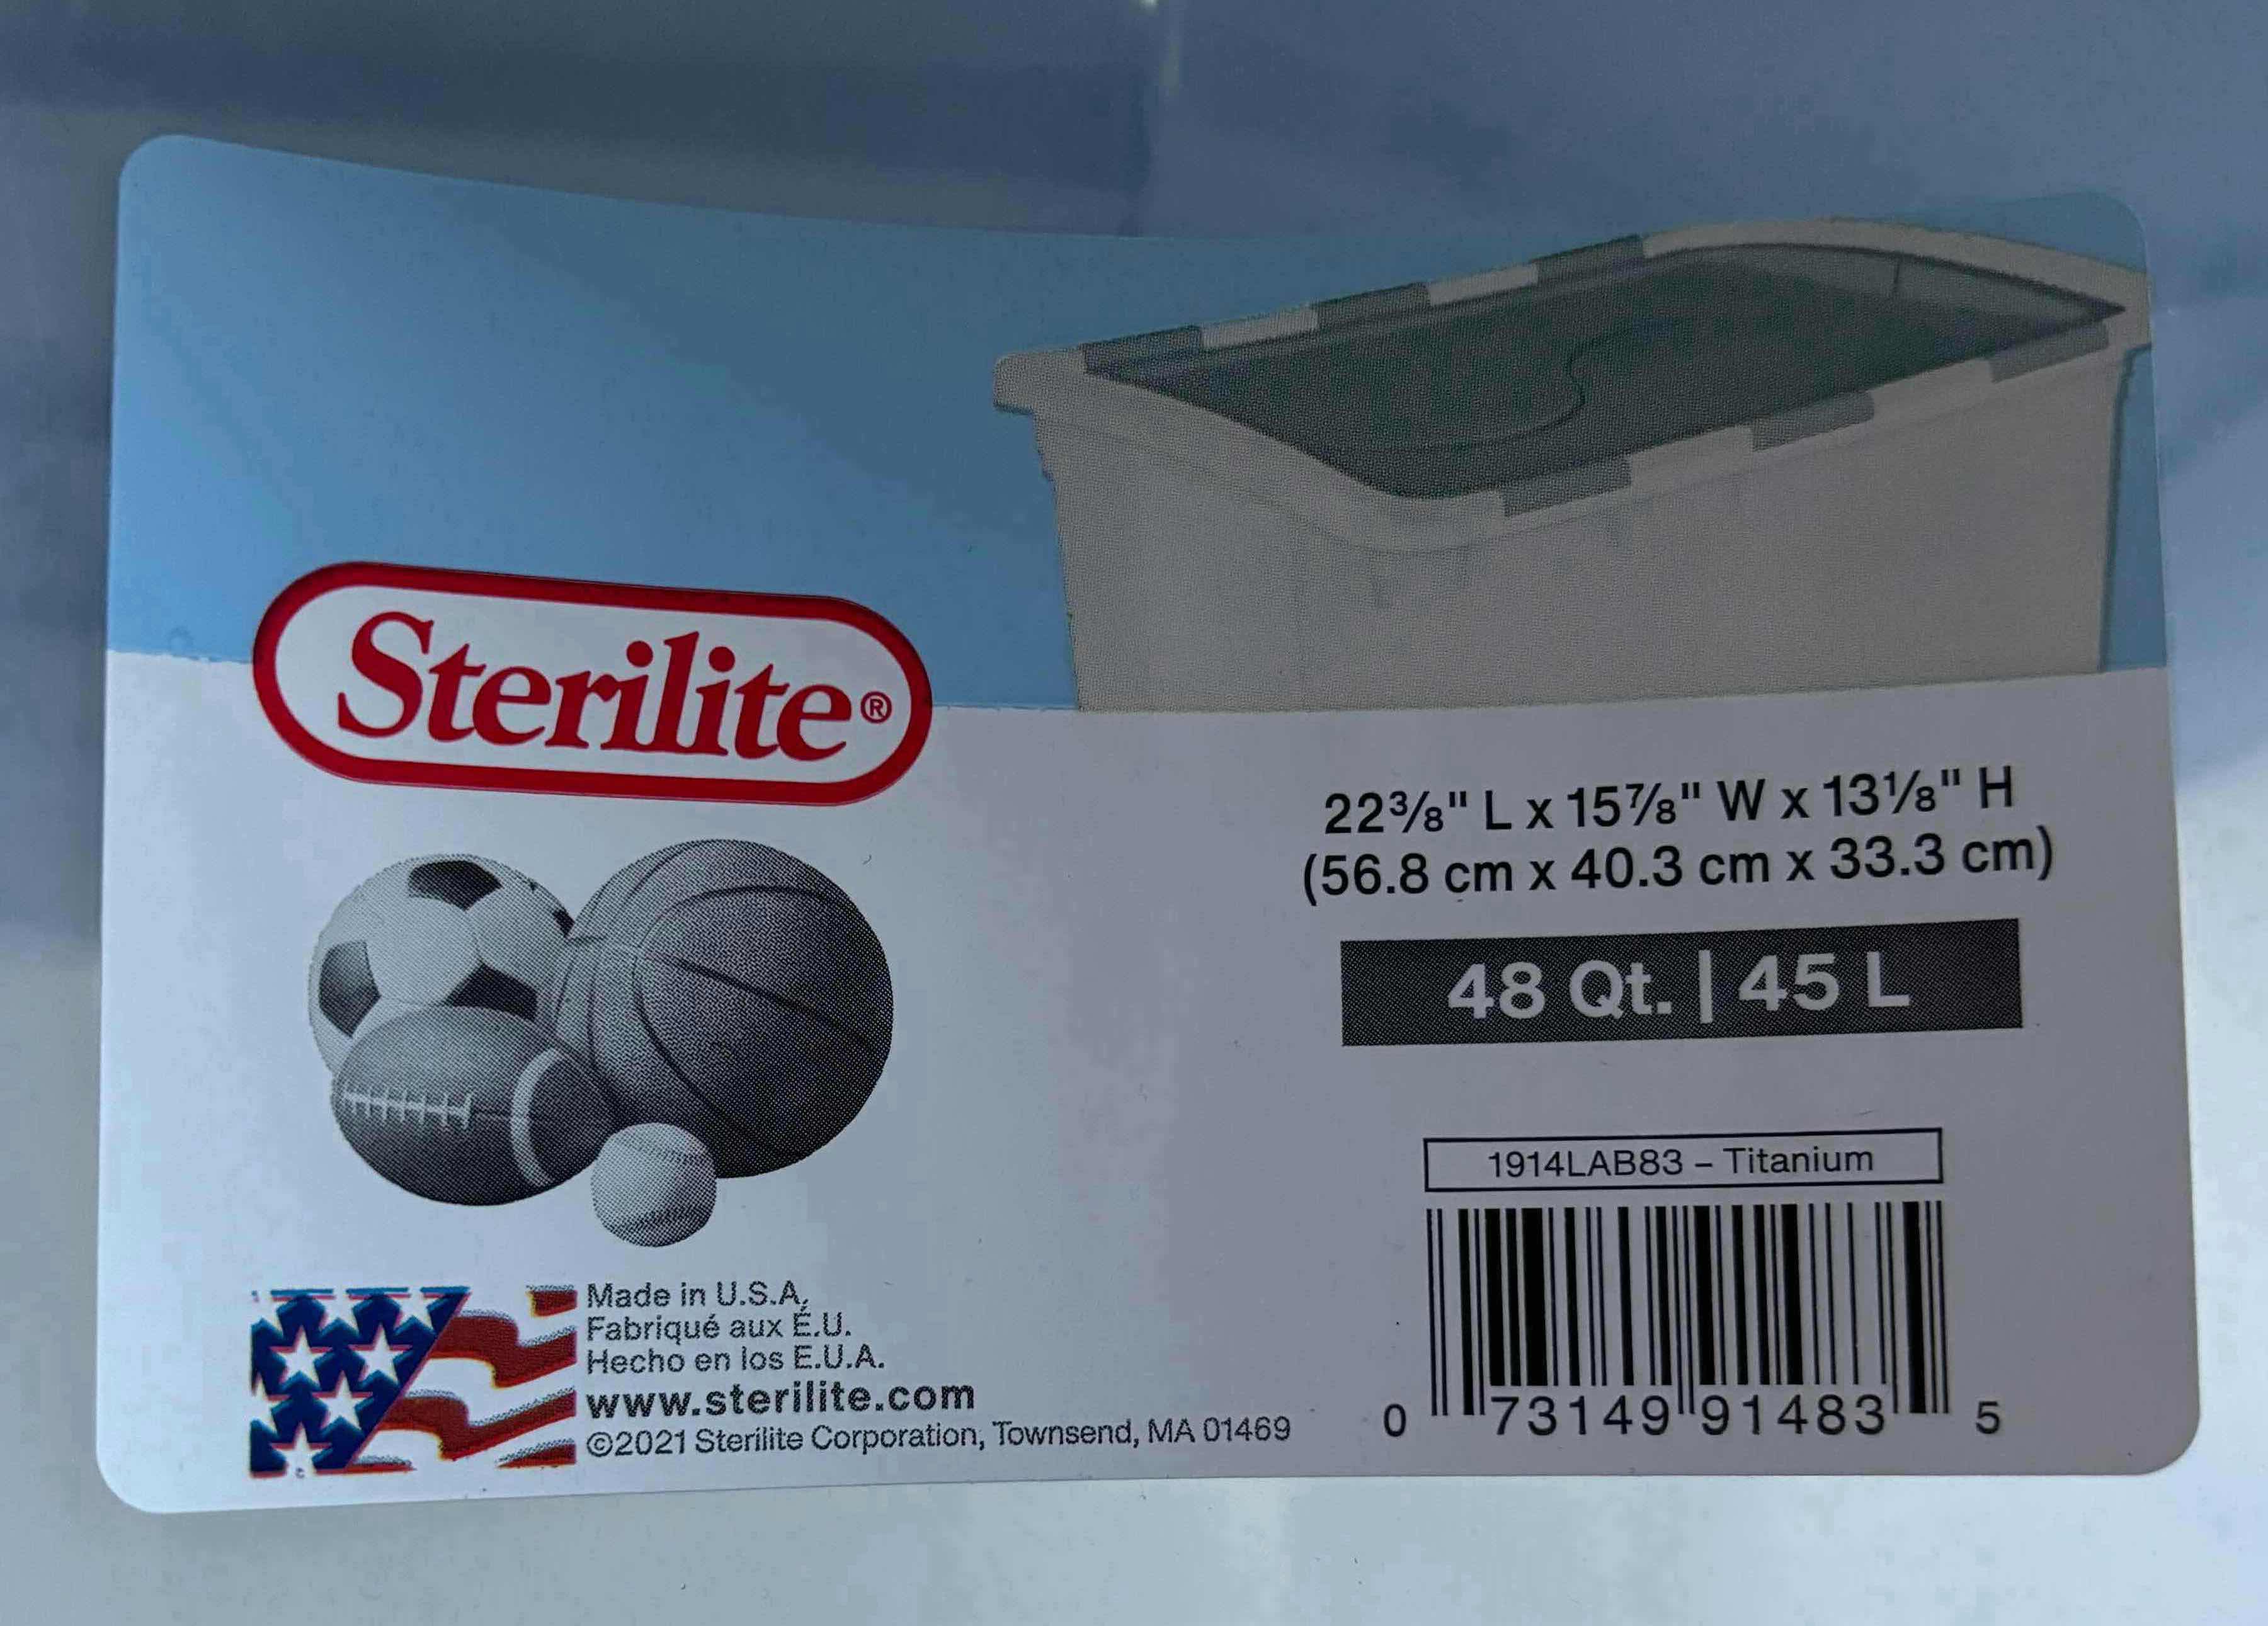 Sterilite®
22⅜" L x 15⅞" W x 13⅛" H
(56.8 cm x 40.3 cm x 33.3 cm)
48 Qt. | 45 L
1914LAB83 – Titanium
0 73149 91483 5
Made in U.S.A.
Fabriqué aux É.U.
Hecho en los E.U.A.
www.sterilite.com
©2021 Sterilite Corporation, Townsend, MA 01469